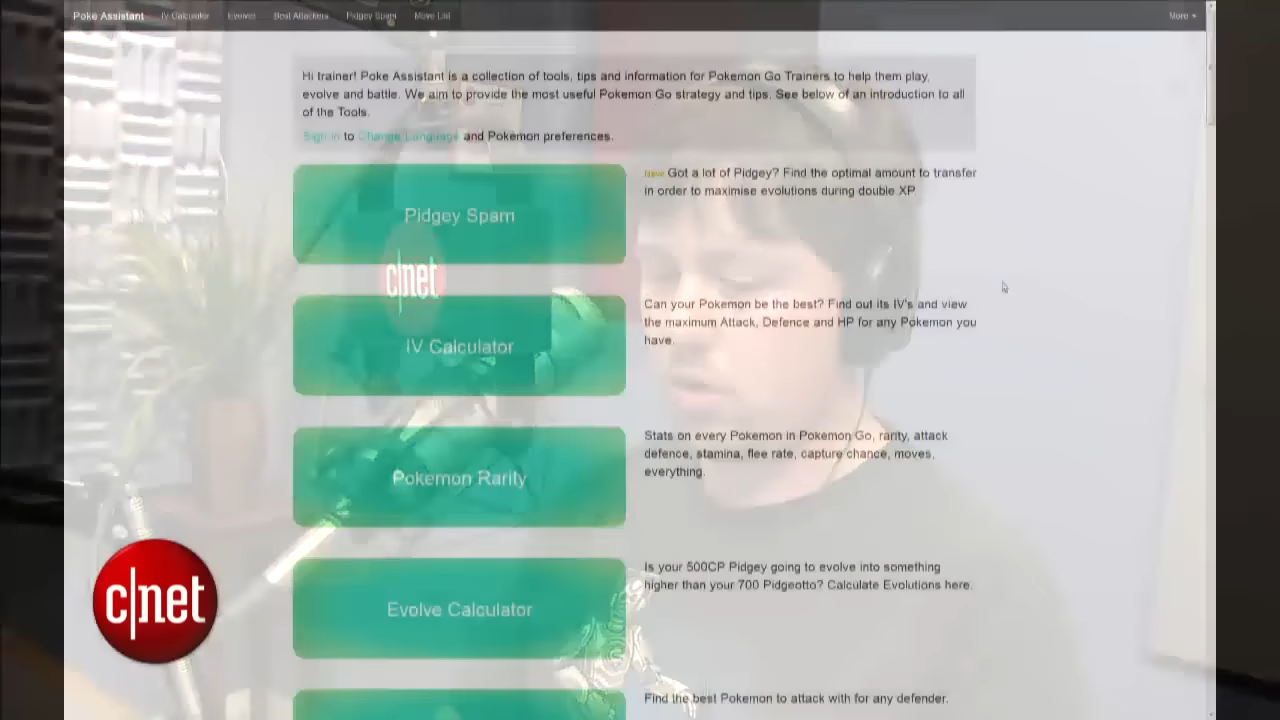 Poke Assistant IV Calculator Evolver Best Attackers Pidgey Spam Move List More
Hi trainer! Poke Assistant is a collection of tools, tips and information for Pokemon Go Trainers to help them play,
evolve and battle. We aim to provide the most useful Pokemon Go strategy and tips. See below of an introduction to all
of the Tools.
Sign in to Change Language and Pokemon preferences.
Pidgey Spam
New Got a lot of Pidgey? Find the optimal amount to transfer
in order to maximise evolutions during double XP
c|net
IV Calculator
Can your Pokemon be the best? Find out its IV's and view
the maximum Attack, Defence and HP for any Pokemon you
have.
Pokemon Rarity
Stats on every Pokemon in Pokemon Go, rarity, attack
defence, stamina, flee rate, capture chance, moves,
everything.
Evolve Calculator
Is your 500CP Pidgey going to evolve into something
higher than your 700 Pidgeotto? Calculate Evolutions here.
c|net
Find the best Pokemon to attack with for any defender.